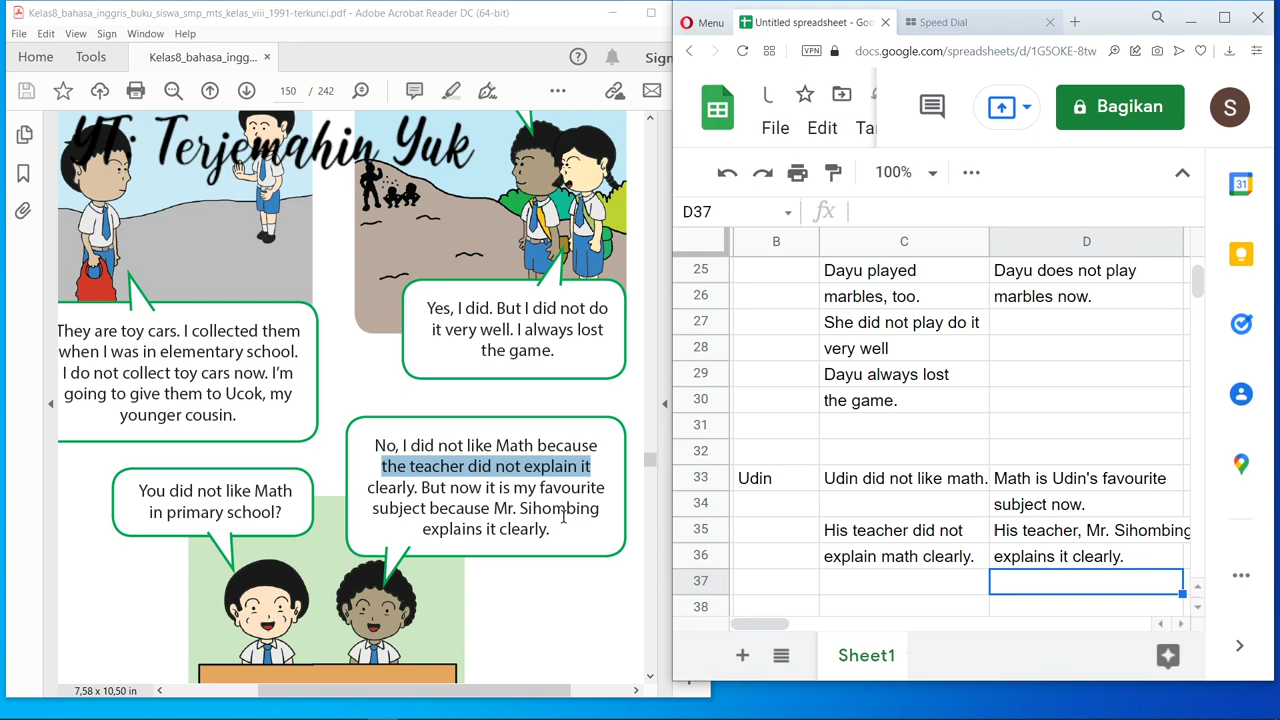 Kelas8_bahasa_inggris_buku_siswa_smp_mts_kelas_viii_1991-terkunci.pdf - Adobe Acrobat Reader DC (64-bit)
File Edit View Sign Window Help
Home Tools Kelas8_bahasa_ingg... × Sign
150 / 242
YT: Terjemahin Yuk
They are toy cars. I collected them
when I was in elementary school.
I do not collect toy cars now. I'm
going to give them to Ucok, my
younger cousin.
Yes, I did. But I did not do
it very well. I always lost
the game.
No, I did not like Math because
the teacher did not explain it
clearly. But now it is my favourite
subject because Mr. Sihombing
explains it clearly.
You did not like Math
in primary school?
7,58 x 10,50 in
Menu Untitled spreadsheet - Goo Speed Dial
VPN docs.google.com/spreadsheets/d/1G5OKE-8tw
File Edit Ta
Bagikan S
100%
D37 fx
B C D
25 Dayu played Dayu does not play
26 marbles, too. marbles now.
27 She did not play do it
28 very well
29 Dayu always lost
30 the game.
31
32
33 Udin Udin did not like math. Math is Udin's favourite
34 subject now.
35 His teacher did not His teacher, Mr. Sihombing
36 explain math clearly. explains it clearly.
37
38
Sheet1
31